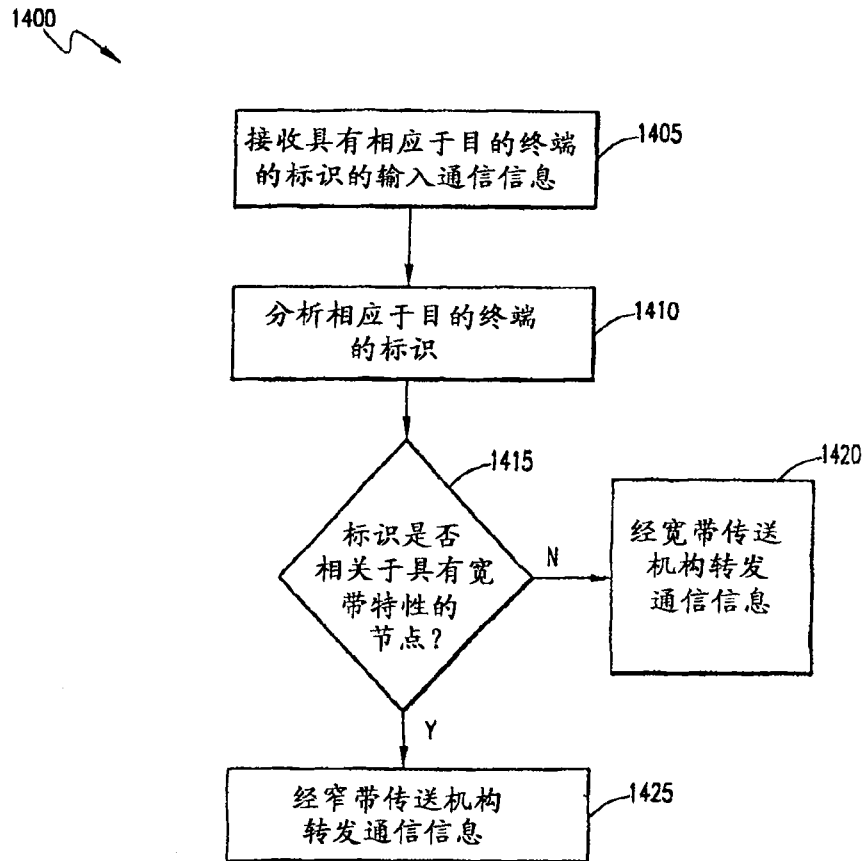 1400
接收具有相应于目的终端
的标识的输入通信信息
1405
分析相应于目的终端
的标识
1410
1415
标识是否
相关于具有宽
带特性的
节点?
N
1420
经宽带传送
机构转发
通信信息
Y
经窄带传送机构
转发通信信息
1425